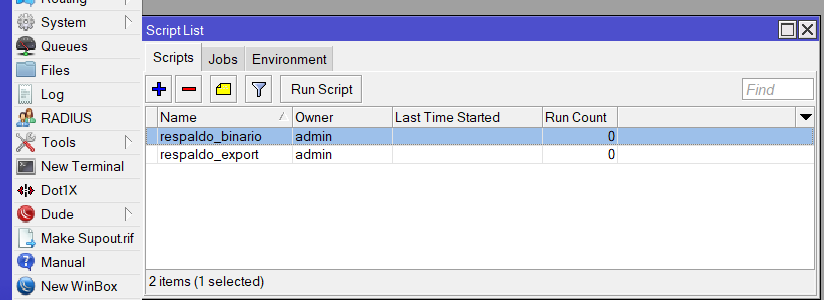 Routing
System
Queues
Files
Log
RADIUS
Tools
New Terminal
Dot1X
Dude
Make Supout.rif
Manual
New WinBox
Script List
Scripts Jobs Environment
Run Script Find
Name Owner Last Time Started Run Count
respaldo_binario admin 0
respaldo_export admin 0
2 items (1 selected)